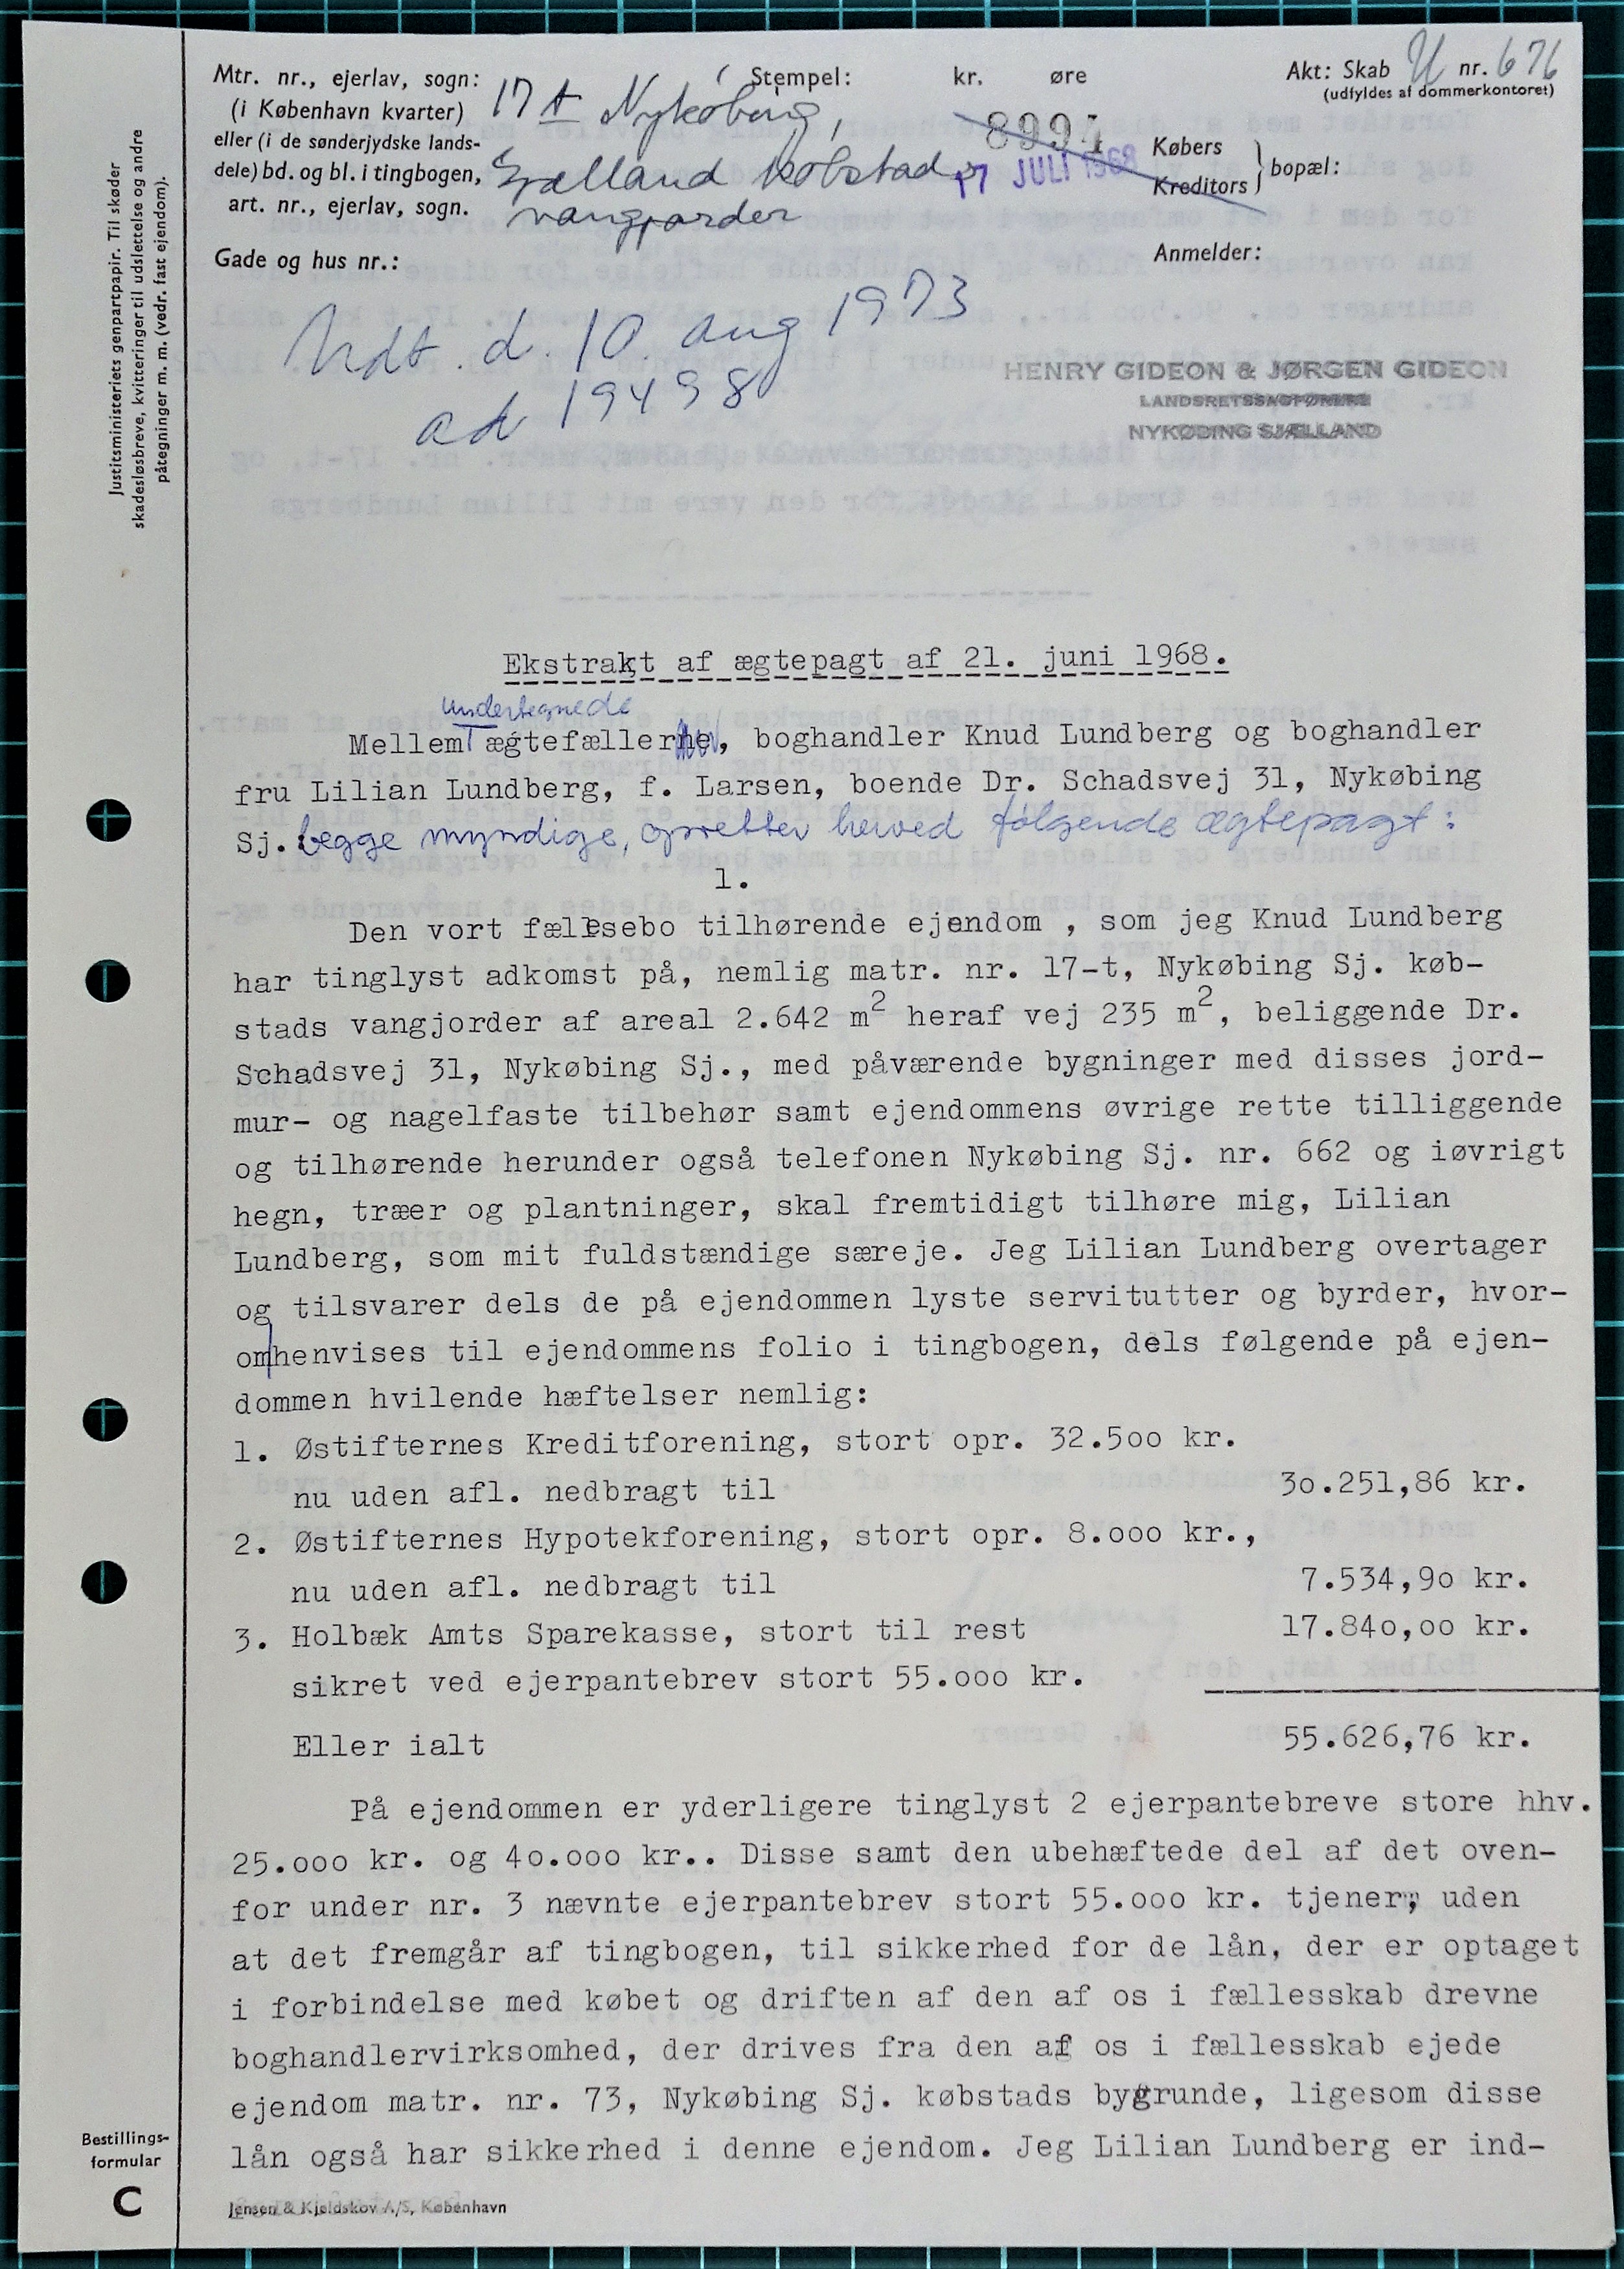 Mtr. nr., ejerlav, sogn:
(i København kvarter)
eller (i de sønderjydske lands-
dele) bd. og bl. i tingbogen,
art. nr., ejerlav, sogn.
17 t Nykøbing,
Sjælland købstads
vangjorder
Gade og hus nr.:
Stempel: kr. øre
8994
17 JULI 1968
Akt: Skab U nr. 676
(udfyldes af dommerkontoret)
Købers
Kreditors
bopæl:
Anmelder:
Udt. d. 10. aug 1973
ad 19498
HENRY GIDEON & JØRGEN GIDEON
LANDSRETSSAGFØRERE
NYKØBING SJÆLLAND
Justitsministeriets genpartpapir. Til skøder
skadesløsbreve, kvitteringer til udslettelse og andre
påtegninger m. m. (vedr. fast ejendom).
Ekstrakt af ægtepagt af 21. juni 1968.
undertegnede
Mellem ægtefællerne, boghandler Knud Lundberg og boghandler
fru Lilian Lundberg, f. Larsen, boende Dr. Schadsvej 31, Nykøbing
Sj. begge myndige, opretter herved følgende ægtepagt:
1.
Den vort fællesebo tilhørende ejendom , som jeg Knud Lundberg
har tinglyst adkomst på, nemlig matr. nr. 17-t, Nykøbing Sj. køb-
stads vangjorder af areal 2.642 m2 heraf vej 235 m2, beliggende Dr.
Schadsvej 31, Nykøbing Sj., med påværende bygninger med disses jord-
mur- og nagelfaste tilbehør samt ejendommens øvrige rette tilliggende
og tilhørende herunder også telefonen Nykøbing Sj. nr. 662 og iøvrigt
hegn, træer og plantninger, skal fremtidigt tilhøre mig, Lilian
Lundberg, som mit fuldstændige særeje. Jeg Lilian Lundberg overtager
og tilsvarer dels de på ejendommen lyste servitutter og byrder, hvor-
om henvises til ejendommens folio i tingbogen, dels følgende på ejen-
dommen hvilende hæftelser nemlig:
1. Østifternes Kreditforening, stort opr. 32.500 kr.
nu uden afl. nedbragt til 30.251,86 kr.
2. Østifternes Hypotekforening, stort opr. 8.000 kr.,
nu uden afl. nedbragt til 7.534,90 kr.
3. Holbæk Amts Sparekasse, stort til rest 17.840,00 kr.
sikret ved ejerpantebrev stort 55.000 kr.
Eller ialt 55.626,76 kr.
På ejendommen er yderligere tinglyst 2 ejerpantebreve store hhv.
25.000 kr. og 40.000 kr.. Disse samt den ubehæftede del af det oven-
for under nr. 3 nævnte ejerpantebrev stort 55.000 kr. tjener, uden
at det fremgår af tingbogen, til sikkerhed for de lån, der er optaget
i forbindelse med købet og driften af den af os i fællesskab drevne
boghandlervirksomhed, der drives fra den af os i fællesskab ejede
ejendom matr. nr. 73, Nykøbing Sj. købstads bygrunde, ligesom disse
lån også har sikkerhed i denne ejendom. Jeg Lilian Lundberg er ind-
Bestillings-
formular
C
Jensen & Kjeldskov A/S, København